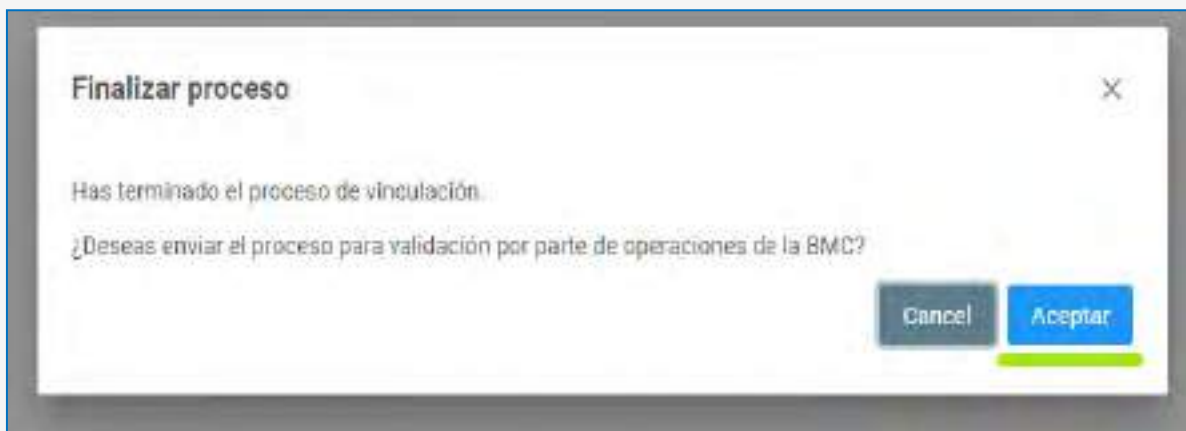 Finalizar proceso
Has terminado el proceso de vinculación.
¿Deseas enviar el proceso para validación por parte de operaciones de la BMC?
Cancel Aceptar